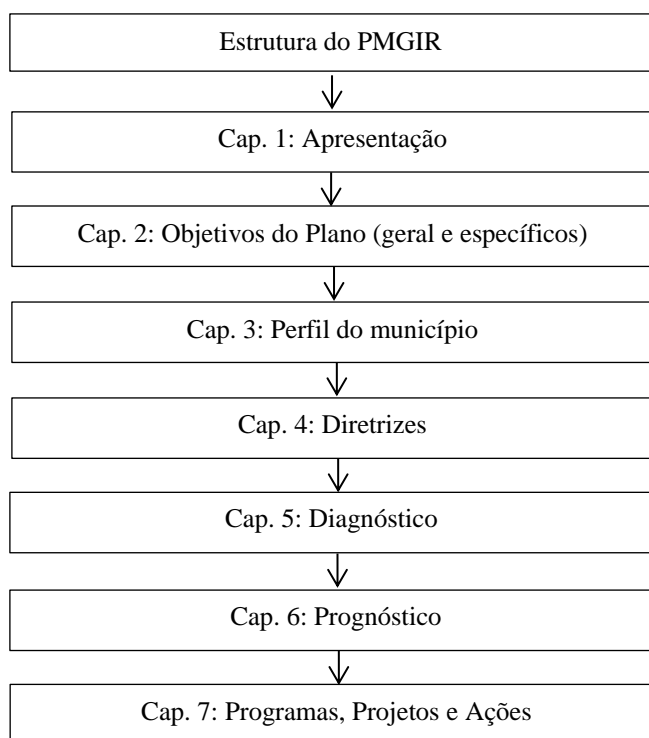 Estrutura do PMGIR
Cap. 1: Apresentação
Cap. 2: Objetivos do Plano (geral e específicos)
Cap. 3: Perfil do município
Cap. 4: Diretrizes
Cap. 5: Diagnóstico
Cap. 6: Prognóstico
Cap. 7: Programas, Projetos e Ações